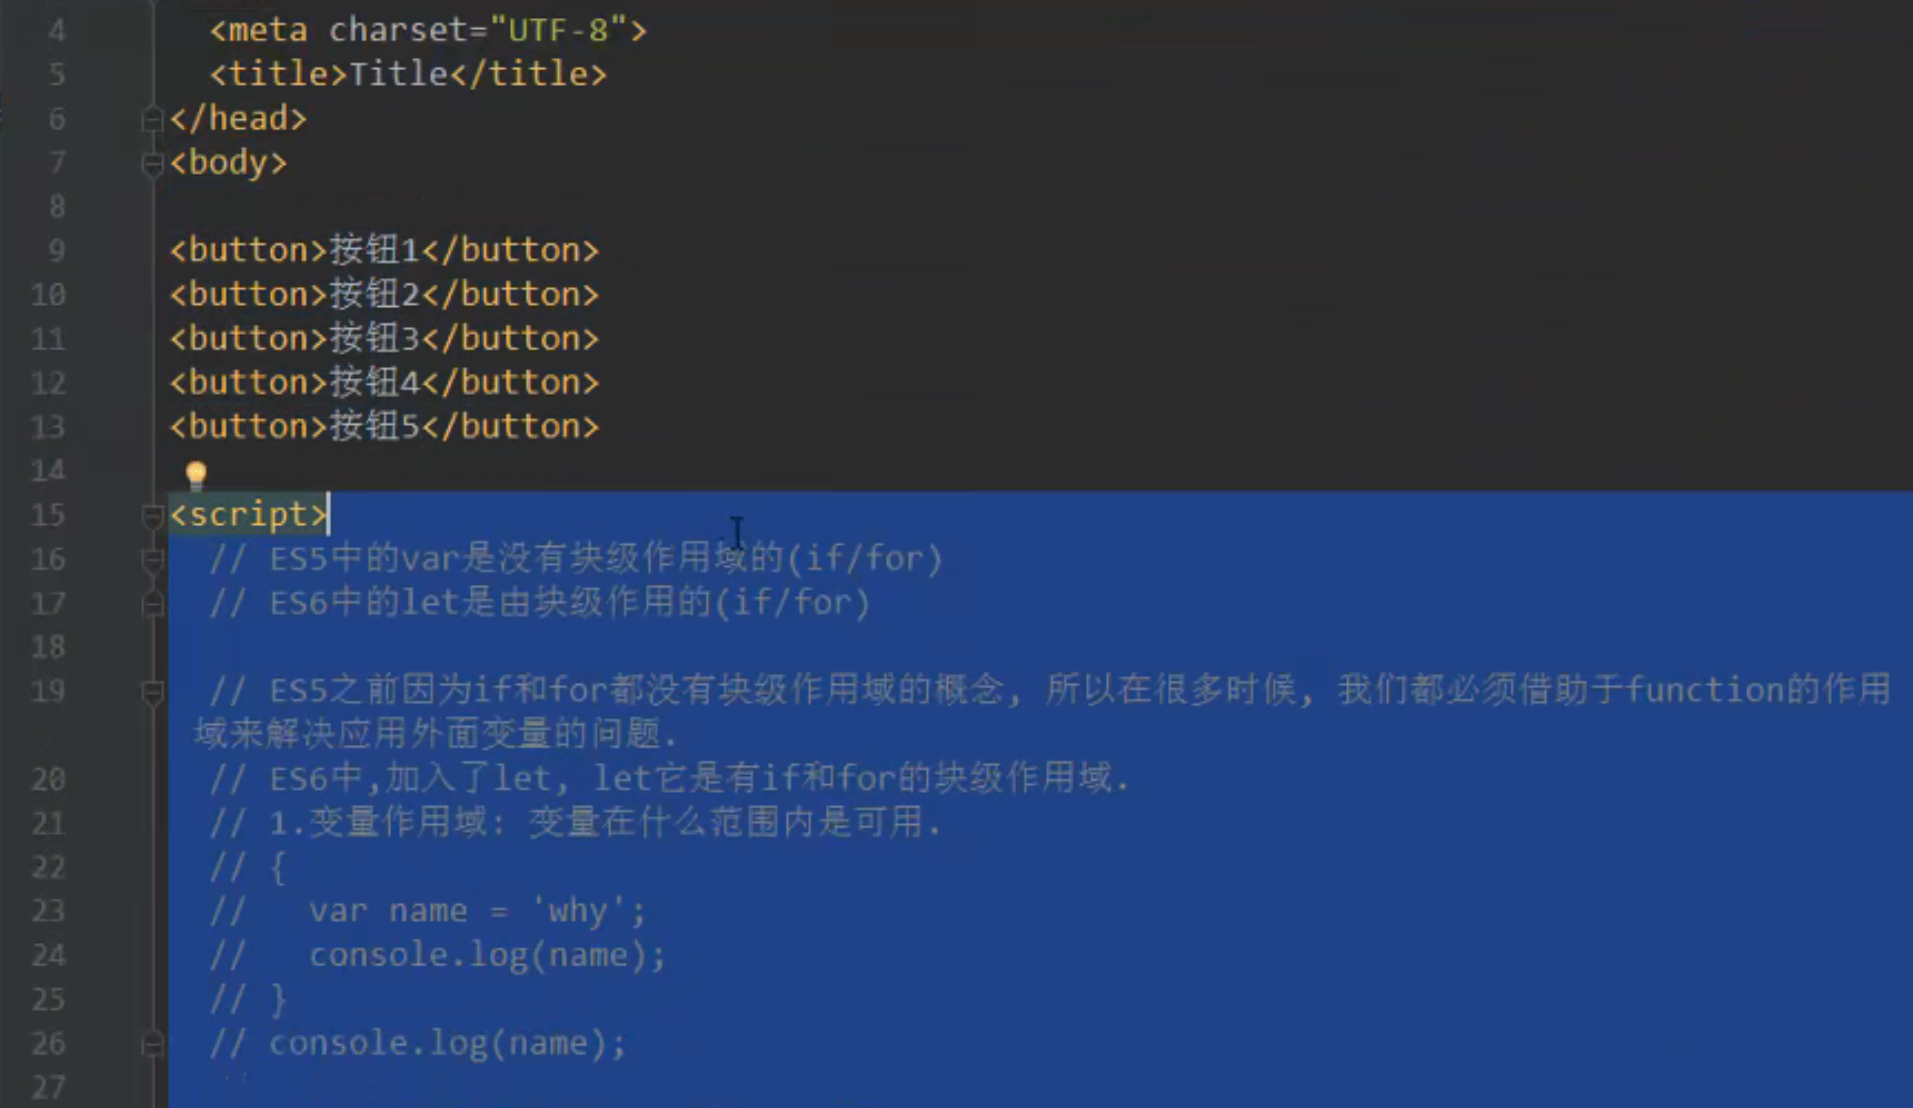 4 <meta charset="UTF-8">
5 <title>Title</title>
6 </head>
7 <body>
8
9 <button>按钮1</button>
10 <button>按钮2</button>
11 <button>按钮3</button>
12 <button>按钮4</button>
13 <button>按钮5</button>
14
15 <script>
16 // ES5中的var是没有块级作用域的(if/for)
17 // ES6中的let是由块级作用的(if/for)
18
19 // ES5之前因为if和for都没有块级作用域的概念, 所以在很多时候, 我们都必须借助于function的作用
域来解决应用外面变量的问题.
20 // ES6中,加入了let, let它是有if和for的块级作用域.
21 // 1.变量作用域: 变量在什么范围内是可用.
22 // {
23 //   var name = 'why';
24 //   console.log(name);
25 // }
26 // console.log(name);
27